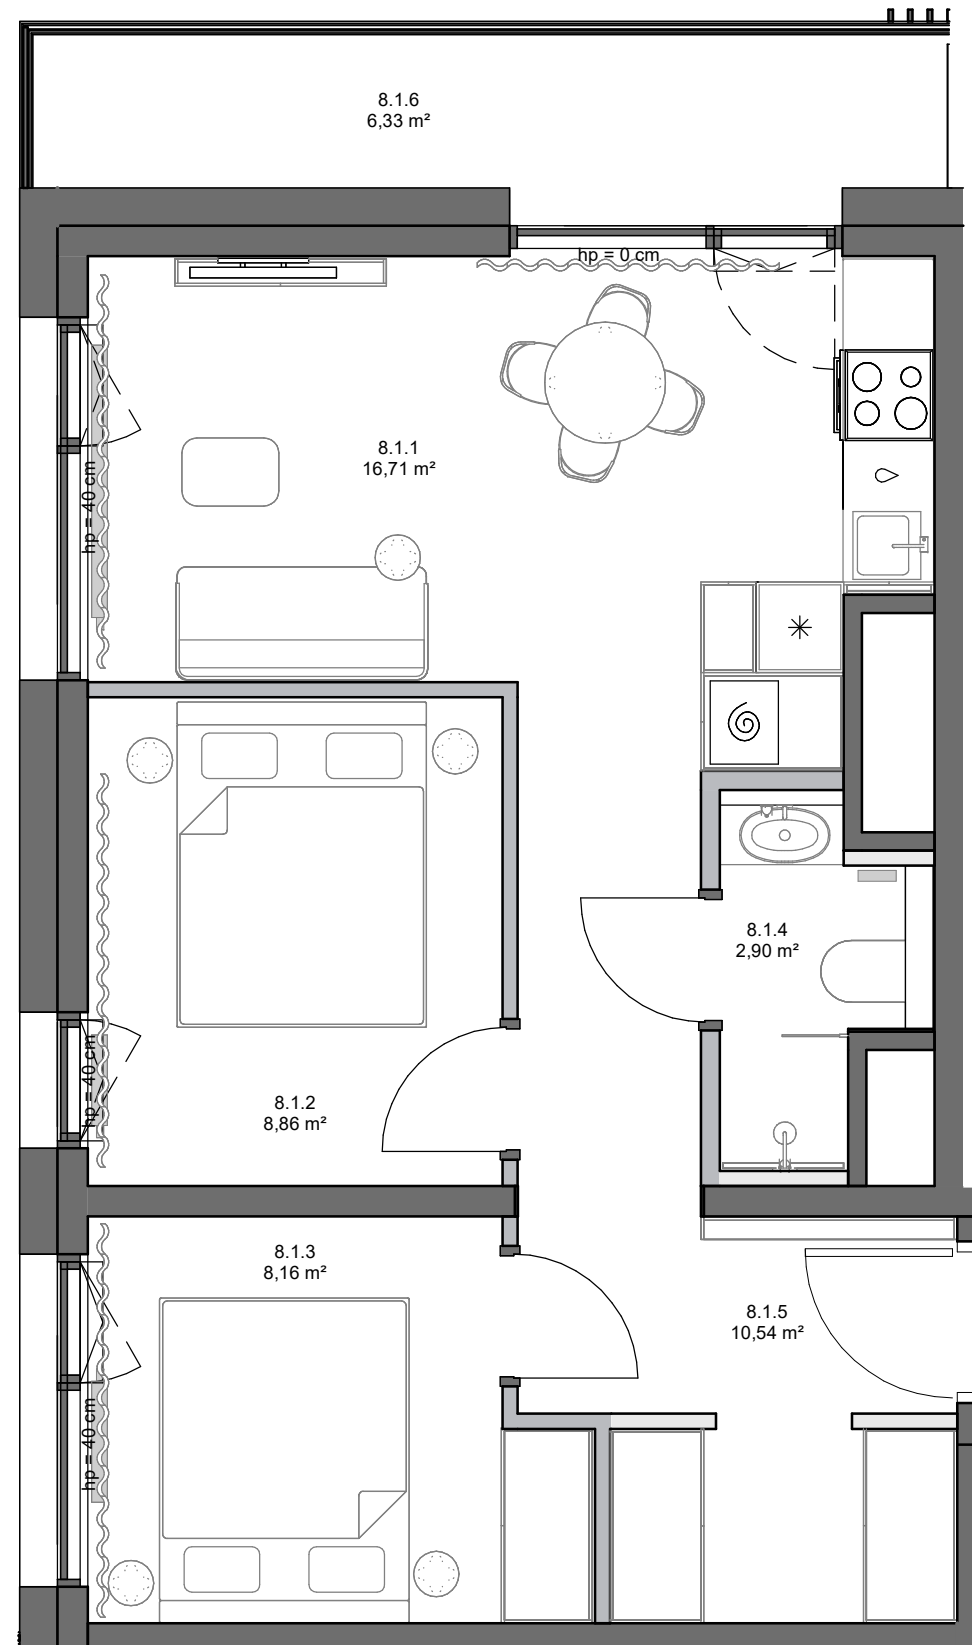 8.1.6
6,33 m²
hp = 0 cm
8.1.1
16,71 m²
hp = 40 cm
8.1.4
2,90 m²
hp = 40 cm
8.1.2
8,86 m²
8.1.3
8,16 m²
8.1.5
10,54 m²
hp = 40 cm